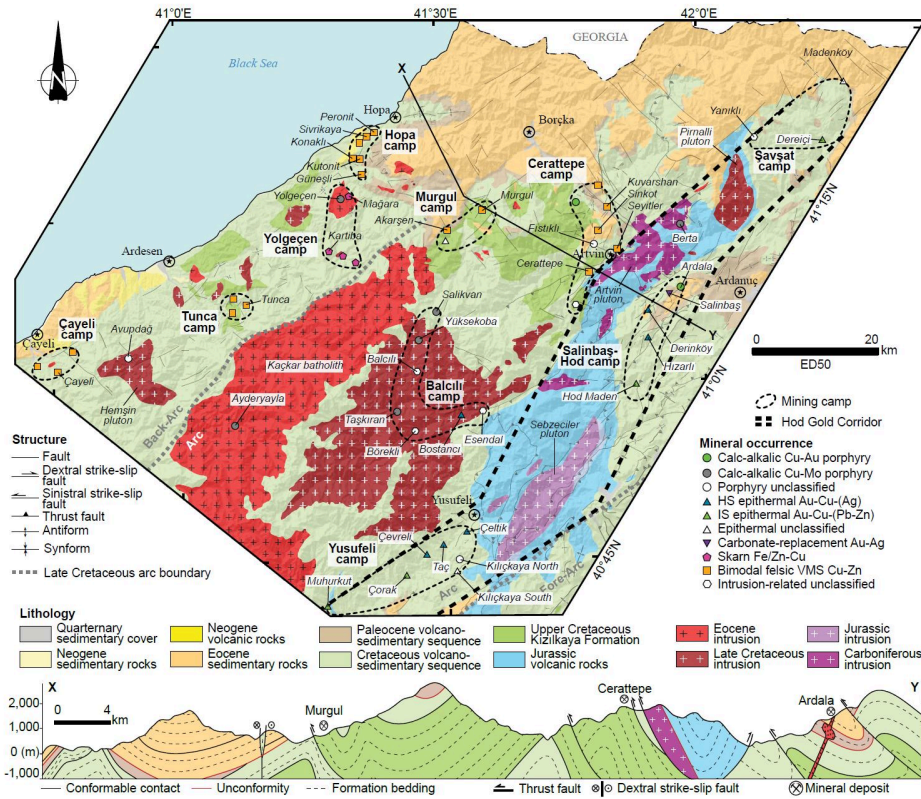 41°0'E
41°30'E
42°0'E
GEORGIA
Black Sea
X
Madenköy
Hopa
Peronit
Sivrikaya
Konaklı
Kutonit
Güneşli
Hopa
camp
Borçka
Yanıklı
Dereiçi
Pirnalli
pluton
Şavşat
camp
Cerattepe
camp
Yolgeçen
Mağara
Murgul
camp
Murgul
Kuvarshan
Sinkot
Seyitler
41°15'N
Akarşen
Fıstıklı
Artvin
Berta
Kartiba
Yolgeçen
camp
Ardesen
Cerattepe
Ardala
Ardanuç
Artvin
pluton
Salinbaş
Tunca
Tunca
camp
Salikvan
Yüksekoba
Y
Çayeli
camp
Çayeli
Avupdağ
Çayeli
Kaçkar batholith
Balcılı
Salinbaş-
Hod camp
Derinköy
Hızarlı
41°0'N
Hemşin
pluton
Back-Arc
Arc
Ayderyayla
Balcılı
camp
Hod Maden
Taşkıran
Esendal
Sebzeciler
pluton
Börekli
Bostancı
Yusufeli
Çeltik
Çevreli
Yusufeli
camp
Taç
Kılıçkaya North
40°45'N
Muhurkut
Çorak
Arc
Fore-Arc
Kılıçkaya South
0 10 20
km
ED50
Mining camp
Hod Gold Corridor
Mineral occurrence
Calc-alkalic Cu-Au porphyry
Calc-alkalic Cu-Mo porphyry
Porphyry unclassified
HS epithermal Au-Cu-(Ag)
IS epithermal Au-Cu-(Pb-Zn)
Epithermal unclassified
Carbonate-replacement Au-Ag
Skarn Fe/Zn-Cu
Bimodal felsic VMS Cu-Zn
Intrusion-related unclassified
Structure
Fault
Dextral strike-slip
fault
Sinistral strike-slip
fault
Thrust fault
Antiform
Synform
Late Cretaceous arc boundary
Lithology
Quaternary
sedimentary cover
Neogene
sedimentary rocks
Neogene
volcanic rocks
Eocene
sedimentary rocks
Paleocene volcano-
sedimentary sequence
Cretaceous volcano-
sedimentary sequence
Upper Cretaceous
Kizilkaya Formation
Jurassic
volcanic rocks
Eocene
intrusion
Late Cretaceous
intrusion
Jurassic
intrusion
Carboniferous
intrusion
X
Y
0 4
km
Murgul
Cerattepe
Ardala
2,000
1,000
0 (m)
-1,000
Conformable contact
Unconformity
Formation bedding
Thrust fault
Dextral strike-slip fault
Mineral deposit